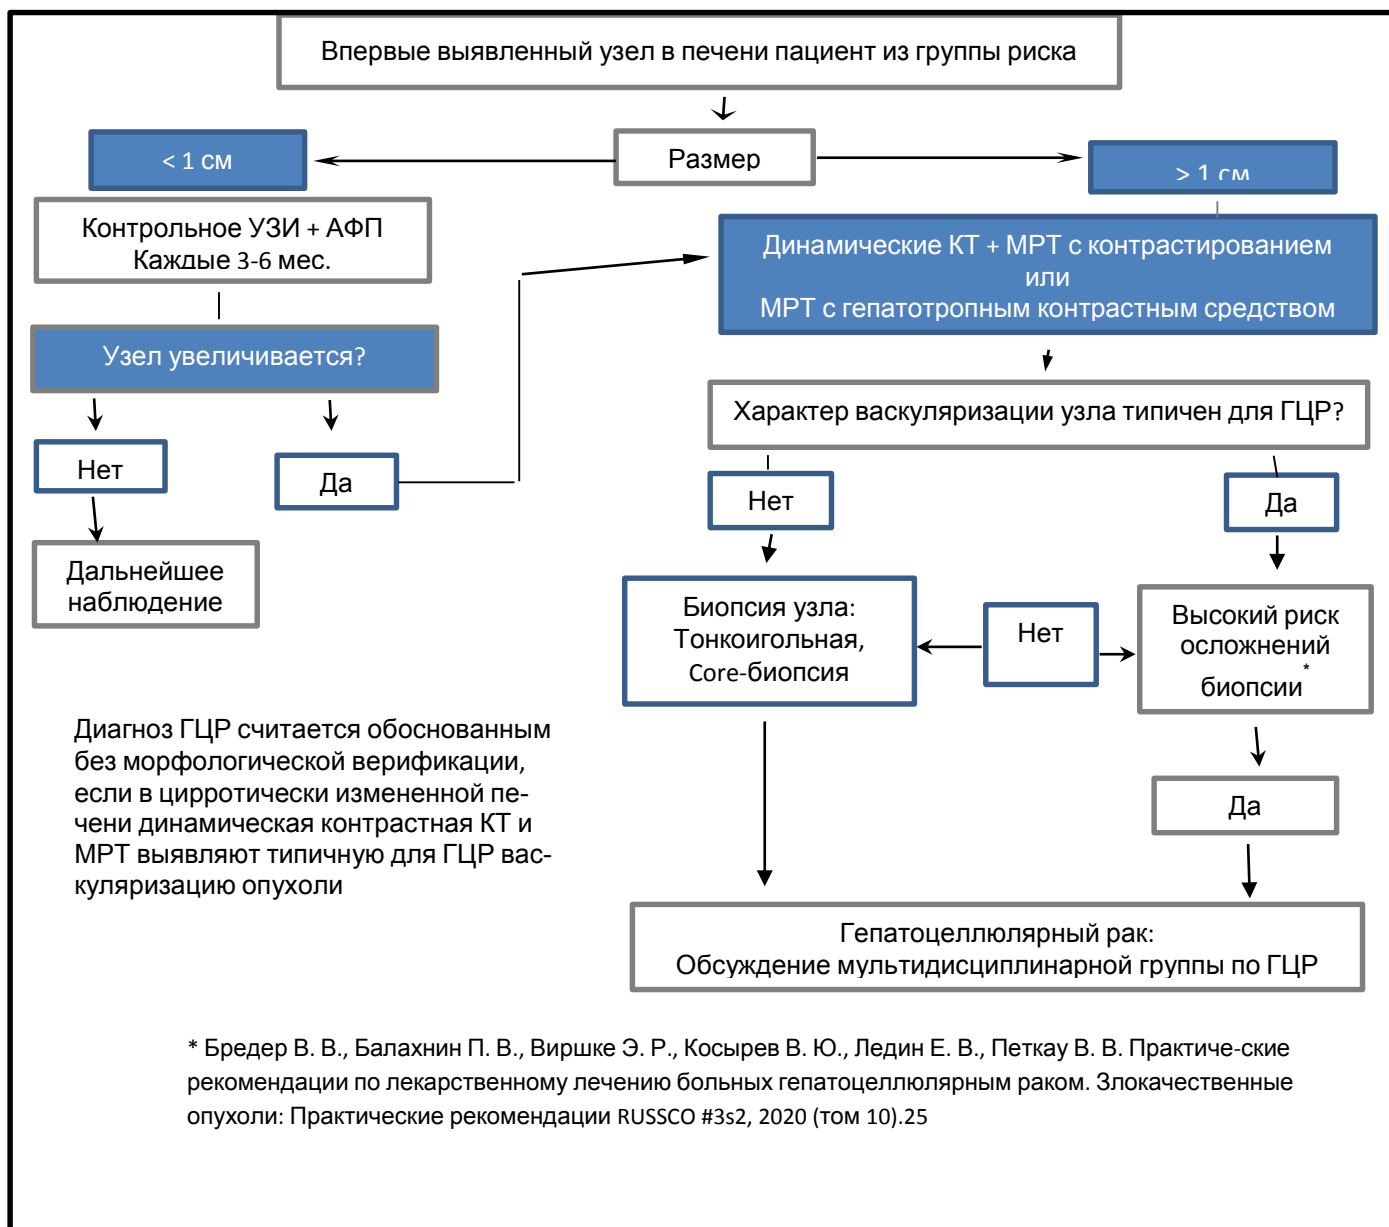 Впервые выявленный узел в печени пациент из группы риска
Размер
< 1 см
> 1 см
Контрольное УЗИ + АФП
Каждые 3-6 мес.
Динамические КТ + МРТ с контрастированием
или
МРТ с гепатотропным контрастным средством
Узел увеличивается?
Характер васкуляризации узла типичен для ГЦР?
Нет
Да
Нет
Да
Дальнейшее
наблюдение
Биопсия узла:
Тонкоигольная,
Core-биопсия
Нет
Высокий риск
осложнений
биопсии*
Диагноз ГЦР считается обоснованным
без морфологической верификации,
если в цирротически измененной пе-
чени динамическая контрастная КТ и
МРТ выявляют типичную для ГЦР вас-
куляризацию опухоли
Да
Гепатоцеллюлярный рак:
Обсуждение мультидисциплинарной группы по ГЦР
* Бредер В. В., Балахнин П. В., Виршке Э. Р., Косырев В. Ю., Ледин Е. В., Петкау В. В. Практиче-ские
рекомендации по лекарственному лечению больных гепатоцеллюлярным раком. Злокачественные
опухоли: Практические рекомендации RUSSCO #3s2, 2020 (том 10).25